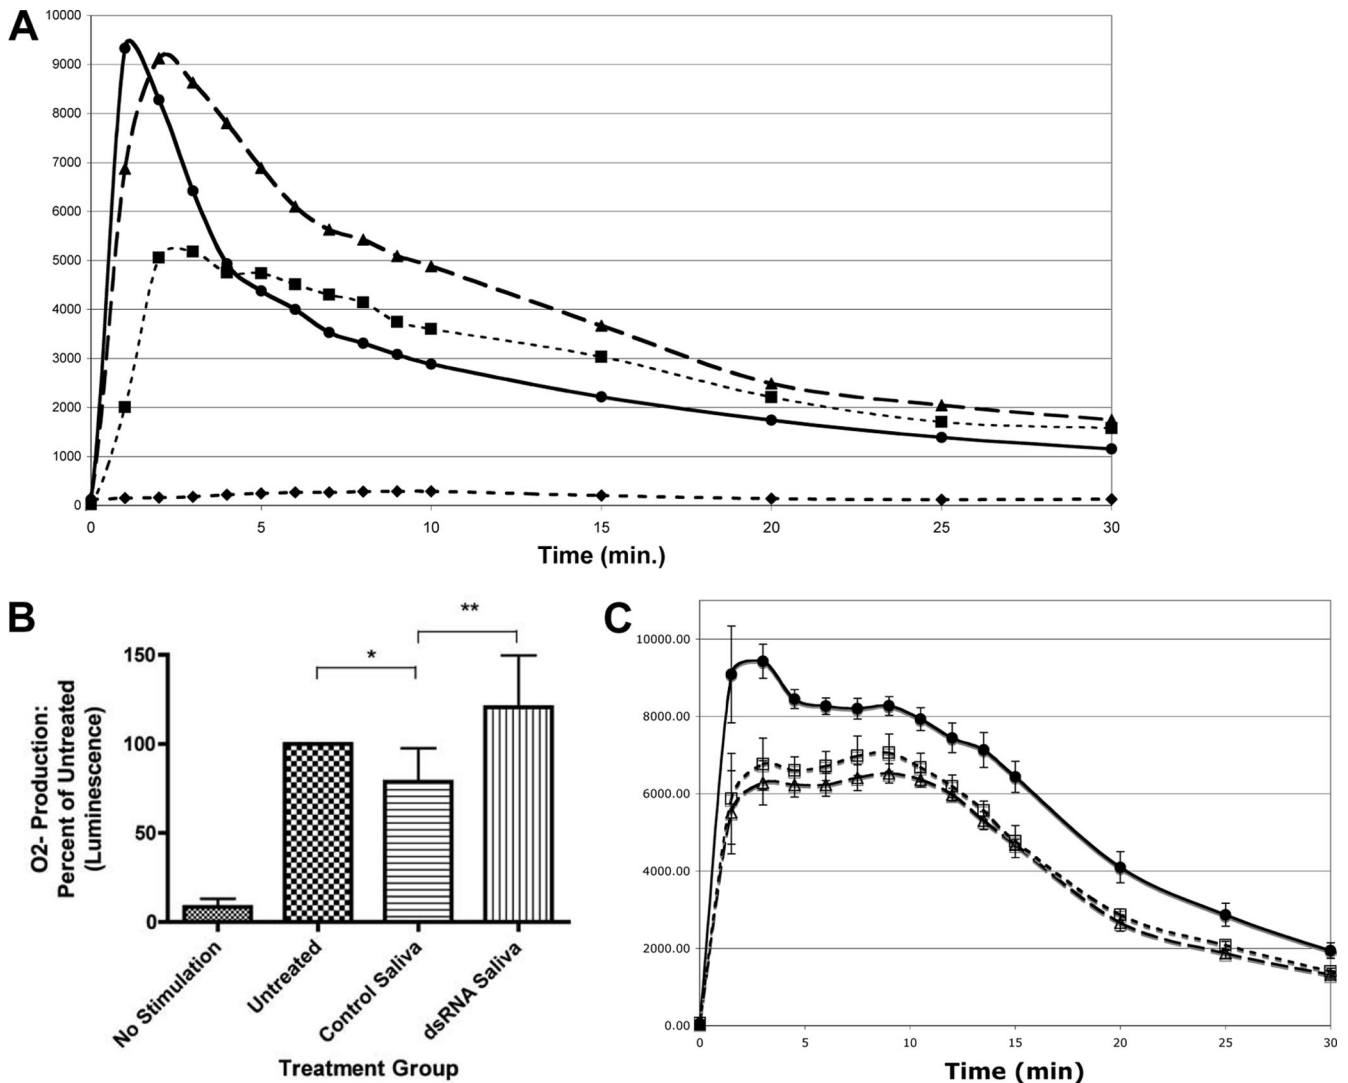 A
10000
9000
8000
7000
6000
5000
4000
3000
2000
1000
0
0 5 10 15 20 25 30
Time (min.)
B
O2- Production:
Percent of Untreated
(Luminescence)
150
100
50
0
*
**
No Stimulation
Untreated
Control Saliva
dsRNA Saliva
Treatment Group
C
10000.00
8000.00
6000.00
4000.00
2000.00
0.00
0 5 10 15 20 25 30
Time (min)